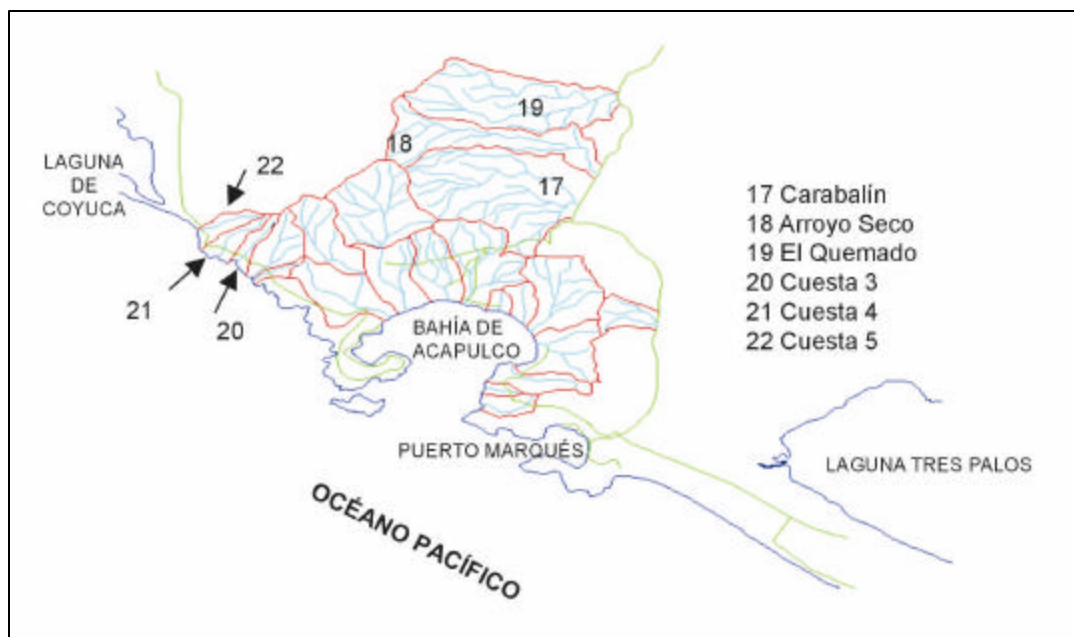 19
18
LAGUNA
DE
COYUCA
22
17
17 Carabalín
18 Arroyo Seco
19 El Quemado
20 Cuesta 3
21 Cuesta 4
22 Cuesta 5
21
20
BAHÍA DE
ACAPULCO
PUERTO MARQUÉS
LAGUNA TRES PALOS
OCÉANO PACÍFICO